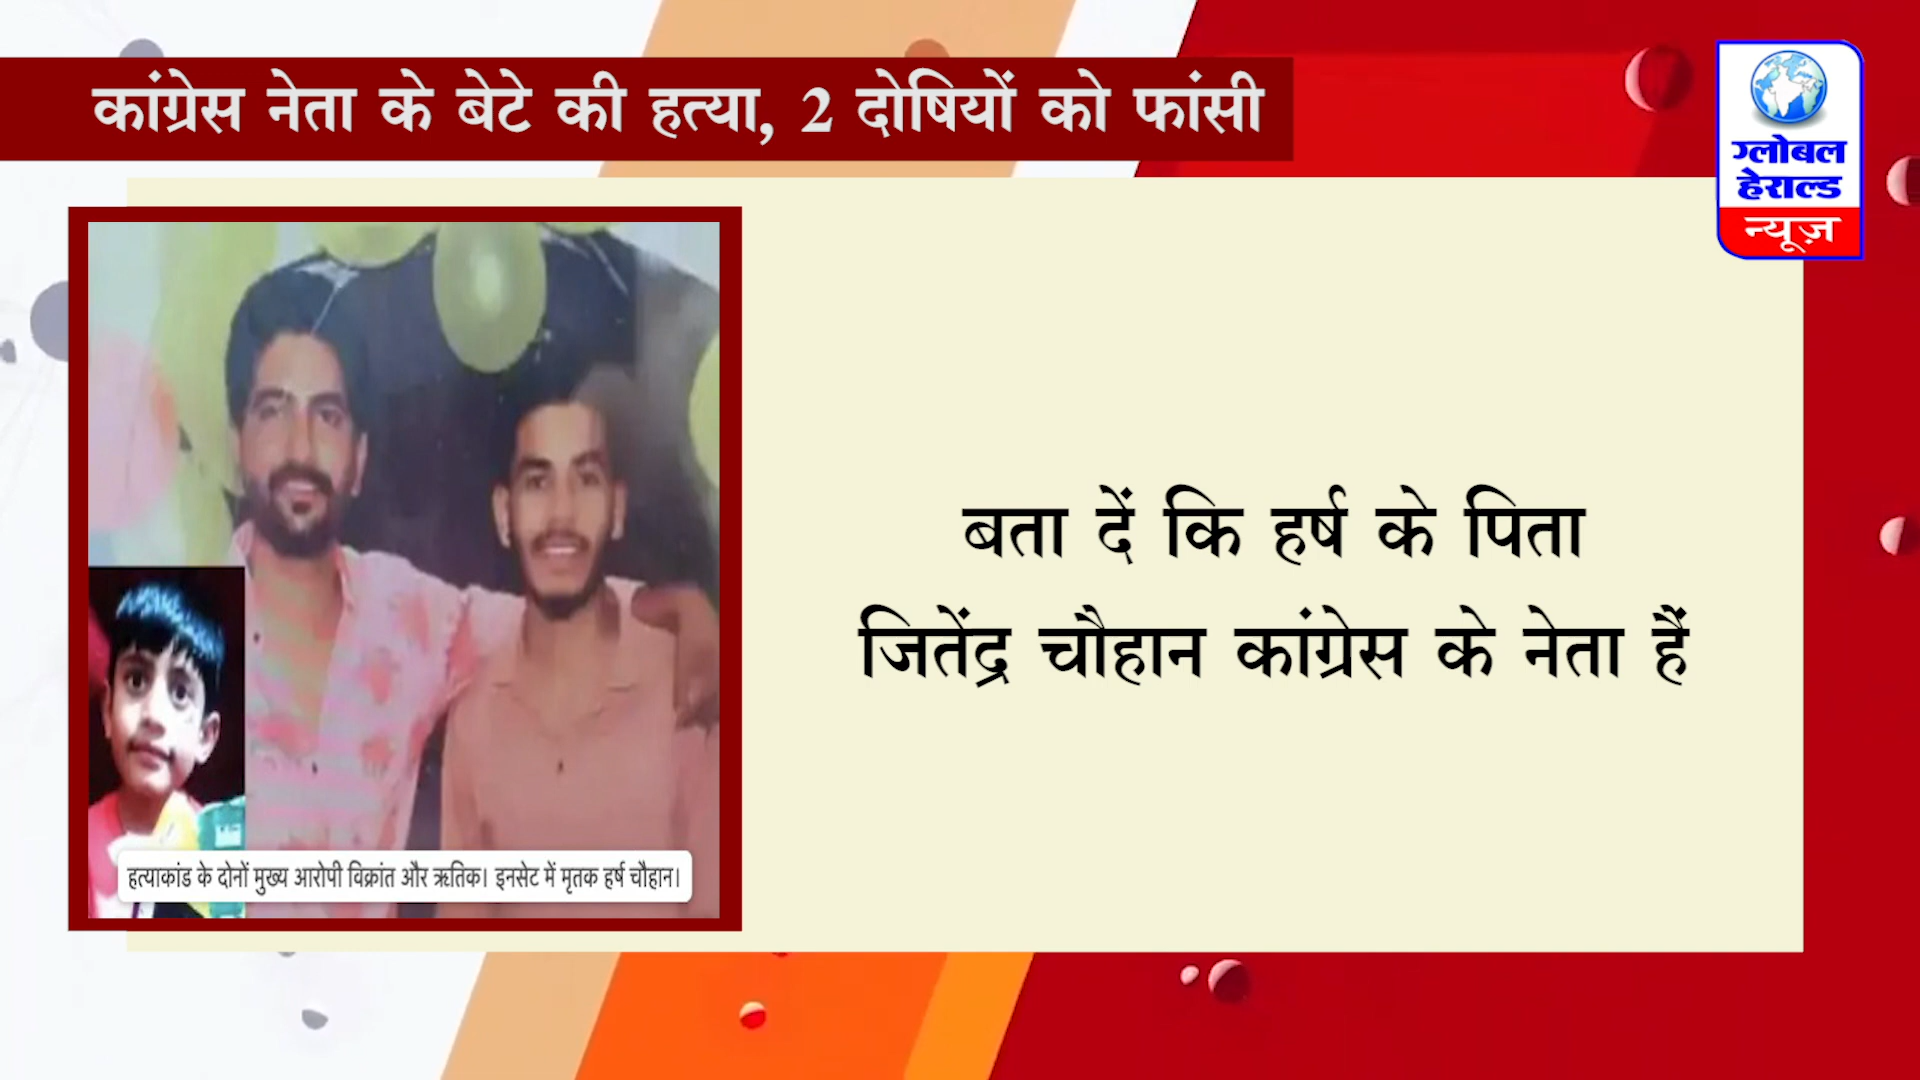 कांग्रेस नेता के बेटे की हत्या, 2 दोषियों को फांसी
ग्लोबल
हेराल्ड
न्यूज़
बता दें कि हर्ष के पिता
जितेंद्र चौहान कांग्रेस के नेता हैं
हत्याकांड के दोनों मुख्य आरोपी विक्रांत और ऋतिक। इनसेट में मृतक हर्ष चौहान।